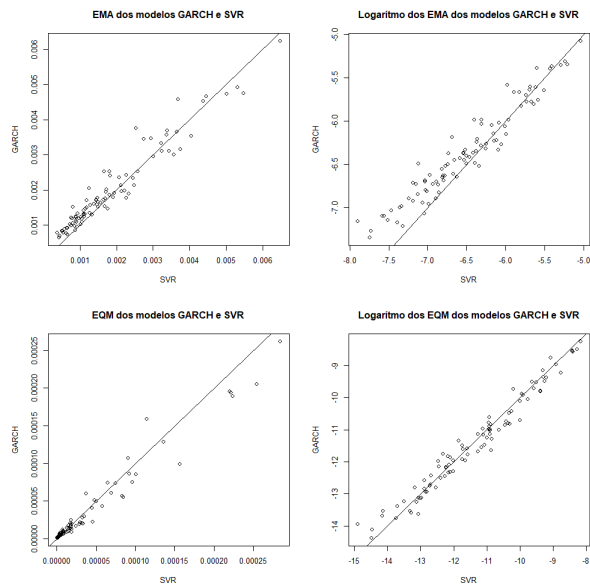 EMA dos modelos GARCH e SVR
GARCH
0.001 0.002 0.003 0.005 0.006
0.001 0.002 0.003 0.004 0.005 0.006
SVR
Logaritmo dos EMA do modelos GARCH e SVR
GARCH
-7.0 -6.5 -6.0 -5.5 -5.0
-8.0 -7.5 -7.0 -6.5 -6.0 -5.5 -5.0
SVR
EQM dos modelos GARCH e SVR
GARCH
0.00000 0.00005 0.00010 0.00015 0.00020 0.00025
0.00000 0.00005 0.00010 0.00015 0.00020 0.00025
SVR
Logaritmo dos EQM dos modelos GARCH e SVR
GARCH
-14 -13 -12 -11 -10 -9
-15 -14 -13 -12 -11 -10 -9 -8
SVR